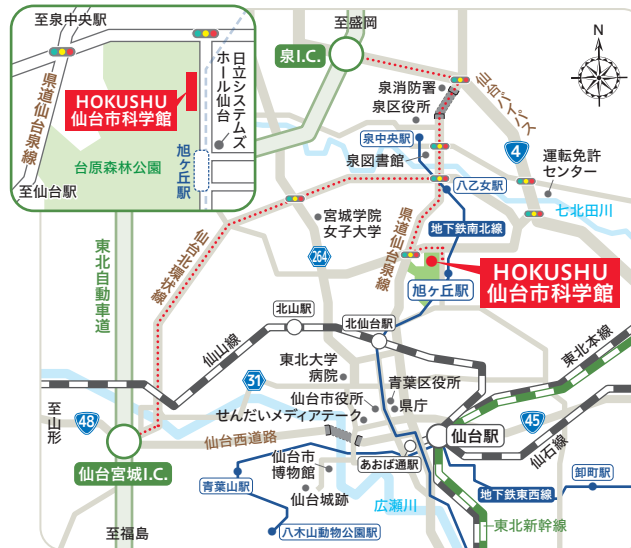 至泉中央駅
県道仙台泉線
HOKUSHU
仙台市科学館
日立システムズ
ホール仙台
台原森林公園
旭ヶ丘駅
至仙台駅
至盛岡
泉I.C.
N
泉消防署
泉区役所
仙台バイパス
4
泉中央駅
泉図書館
運転免許
センター
八乙女駅
七北田川
宮城学院
女子大学
県道仙台泉線
地下鉄南北線
仙台北環状線
264
東北自動車道
旭ヶ丘駅
HOKUSHU
仙台市科学館
北山駅
北仙台駅
仙山線
東北本線
東北大学
病院
31
青葉区役所
仙台市役所
県庁
せんだいメディアテーク
至山形
48
45
仙台西道路
仙台駅
仙石線
仙台宮城I.C.
仙台市
博物館
あおば通駅
青葉山駅
卸町駅
地下鉄東西線
仙台城跡
広瀬川
至福島
八木山動物公園駅
東北新幹線